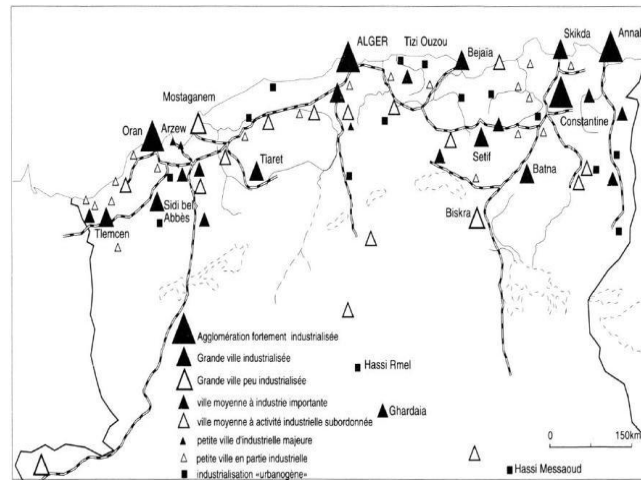 Skikda
Annab
ALGER
Tizi Ouzou
Bejaïa
Mostaganem
Oran
Arzew
Constantine
Tiaret
Setif
Batna
Sidi bel
Abbès
Tlemcen
Biskra
Agglomération fortement industrialisée
Grande ville industrialisée
Grande ville peu industrialisée
ville moyenne à industrie importante
ville moyenne à activité industrielle subordonnée
petite ville d'industrielle majeure
petite ville en partie industrielle
industrialisation «urbanogène»
Hassi Rmel
Ghardaia
0 150km
Hassi Messaoud